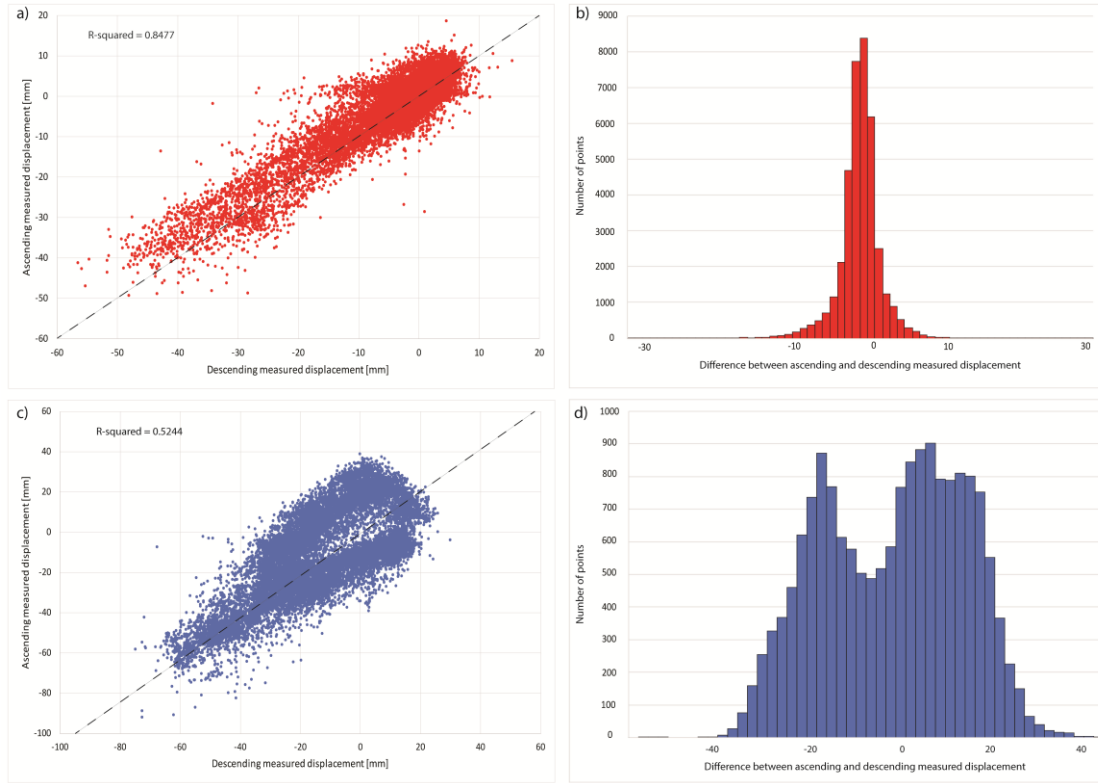 a)
R-squared = 0.8477
20
10
0
-10
-20
-30
-40
-50
-60
Ascending measured displacement [mm]
-60 -50 -40 -30 -20 -10 0 10 20
Descending measured displacement [mm]
b)
9000
8000
7000
6000
5000
4000
3000
2000
1000
0
Number of points
-30 -10 0 10 30
Difference between ascending and descending measured displacement
c)
R-squared = 0.5244
60
40
20
0
-20
-40
-60
-80
-100
Ascending measured displacement [mm]
-100 -80 -60 -40 -20 0 20 40 60
Descending measured displacement [mm]
d)
1000
900
800
700
600
500
400
300
200
100
0
Number of points
-40 -20 0 20 40
Difference between ascending and descending measured displacement